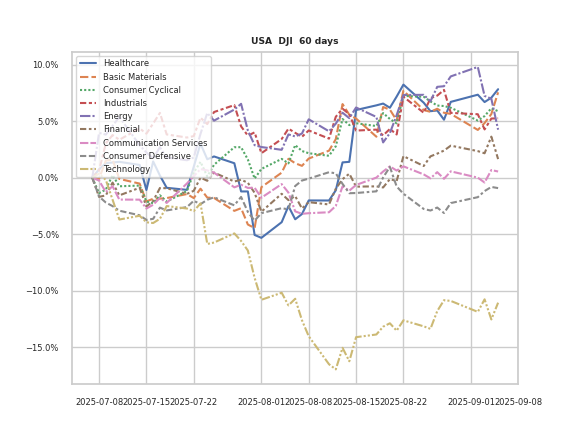 USA DJI 60 days
10.0%
5.0%
0.0%
−5.0%
−10.0%
−15.0%
Healthcare
Basic Materials
Consumer Cyclical
Industrials
Energy
Financial
Communication Services
Consumer Defensive
Technology
2025-07-08 2025-07-15 2025-07-22 2025-08-01 2025-08-08 2025-08-15 2025-08-22 2025-09-01 2025-09-08